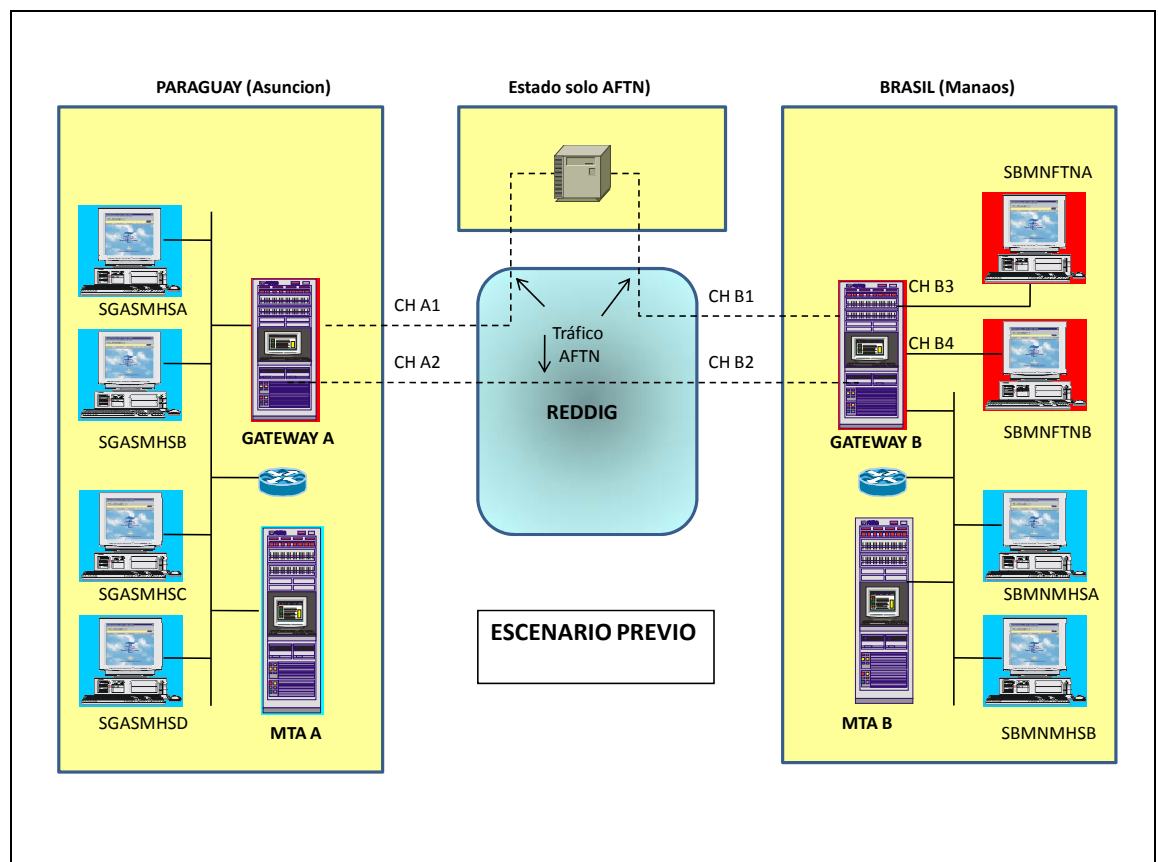 PARAGUAY (Asuncion)
Estado solo AFTN)
BRASIL (Manaos)
SGASMHSA
SGASMHSB
SGASMHSC
SGASMHSD
GATEWAY A
MTA A
CH A1
CH A2
Tráfico
AFTN
REDDIG
CH B1
CH B2
CH B3
CH B4
GATEWAY B
MTA B
SBMNFTNA
SBMNFTNB
SBMNMHSA
SBMNMHSB
ESCENARIO PREVIO